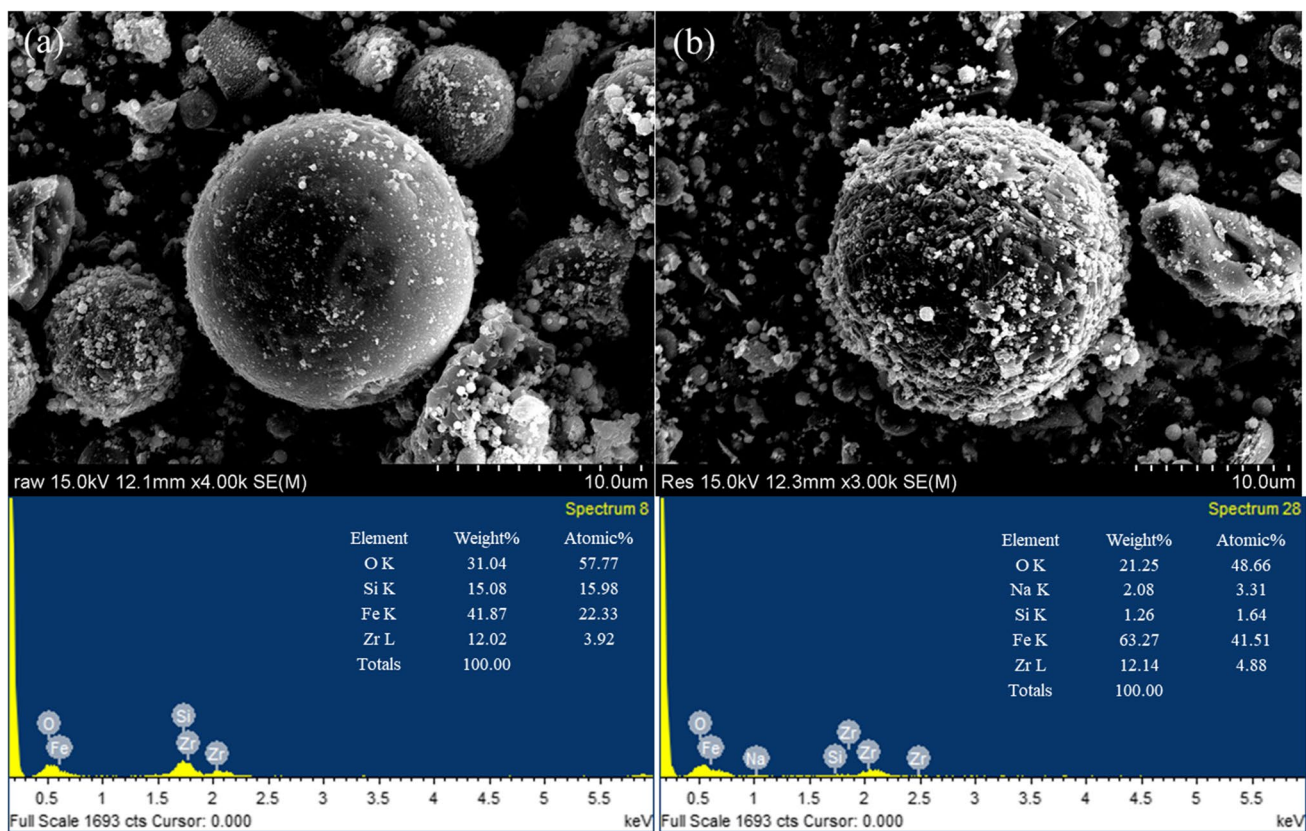 (a)
raw 15.0kV 12.1mm x4.00k SE(M)
10.0um
(b)
Res 15.0kV 12.3mm x3.00k SE(M)
10.0um
Spectrum 8
Element Weight% Atomic%
O K 31.04 57.77
Si K 15.08 15.98
Fe K 41.87 22.33
Zr L 12.02 3.92
Totals 100.00
O
Fe
Si
Zr
Zr
0.5 1 1.5 2 2.5 3 3.5 4 4.5 5 5.5
Full Scale 1693 cts Cursor: 0.000 keV
Spectrum 28
Element Weight% Atomic%
O K 21.25 48.66
Na K 2.08 3.31
Si K 1.26 1.64
Fe K 63.27 41.51
Zr L 12.14 4.88
Totals 100.00
O
Fe
Na
Si
Zr
Zr
Zr
0.5 1 1.5 2 2.5 3 3.5 4 4.5 5 5.5
Full Scale 1693 cts Cursor: 0.000 keV